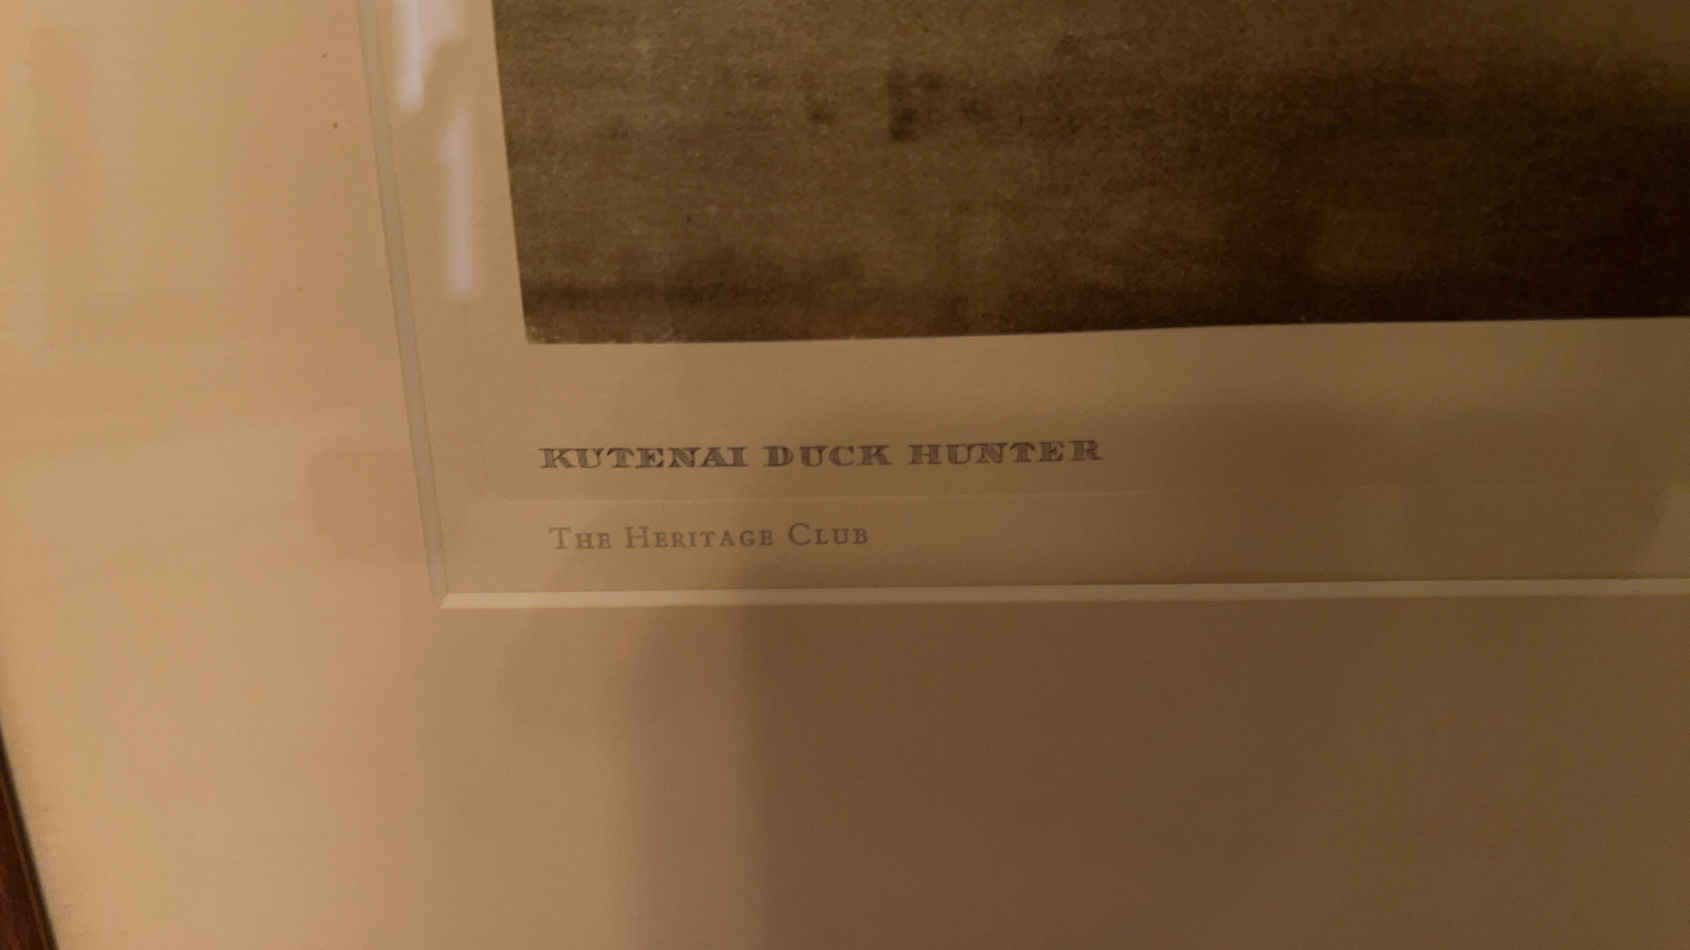 KUTENAI DUCK HUNTER
THE HERITAGE CLUB